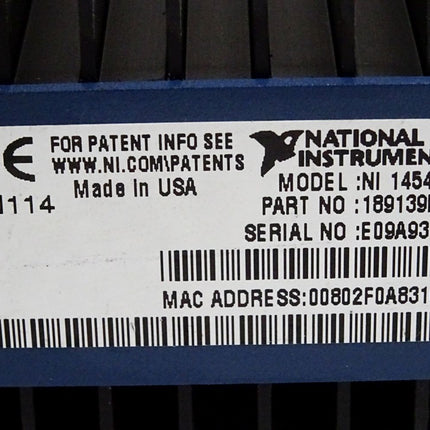 FOR PATENT INFO SEE
WWW.NI.COM\PATENTS
Made in USA
114
NATIONAL
INSTRUMEN
MODEL :NI 1454
PART NO :189139
SERIAL NO :E09A93
MAC ADDRESS:00802F0A831